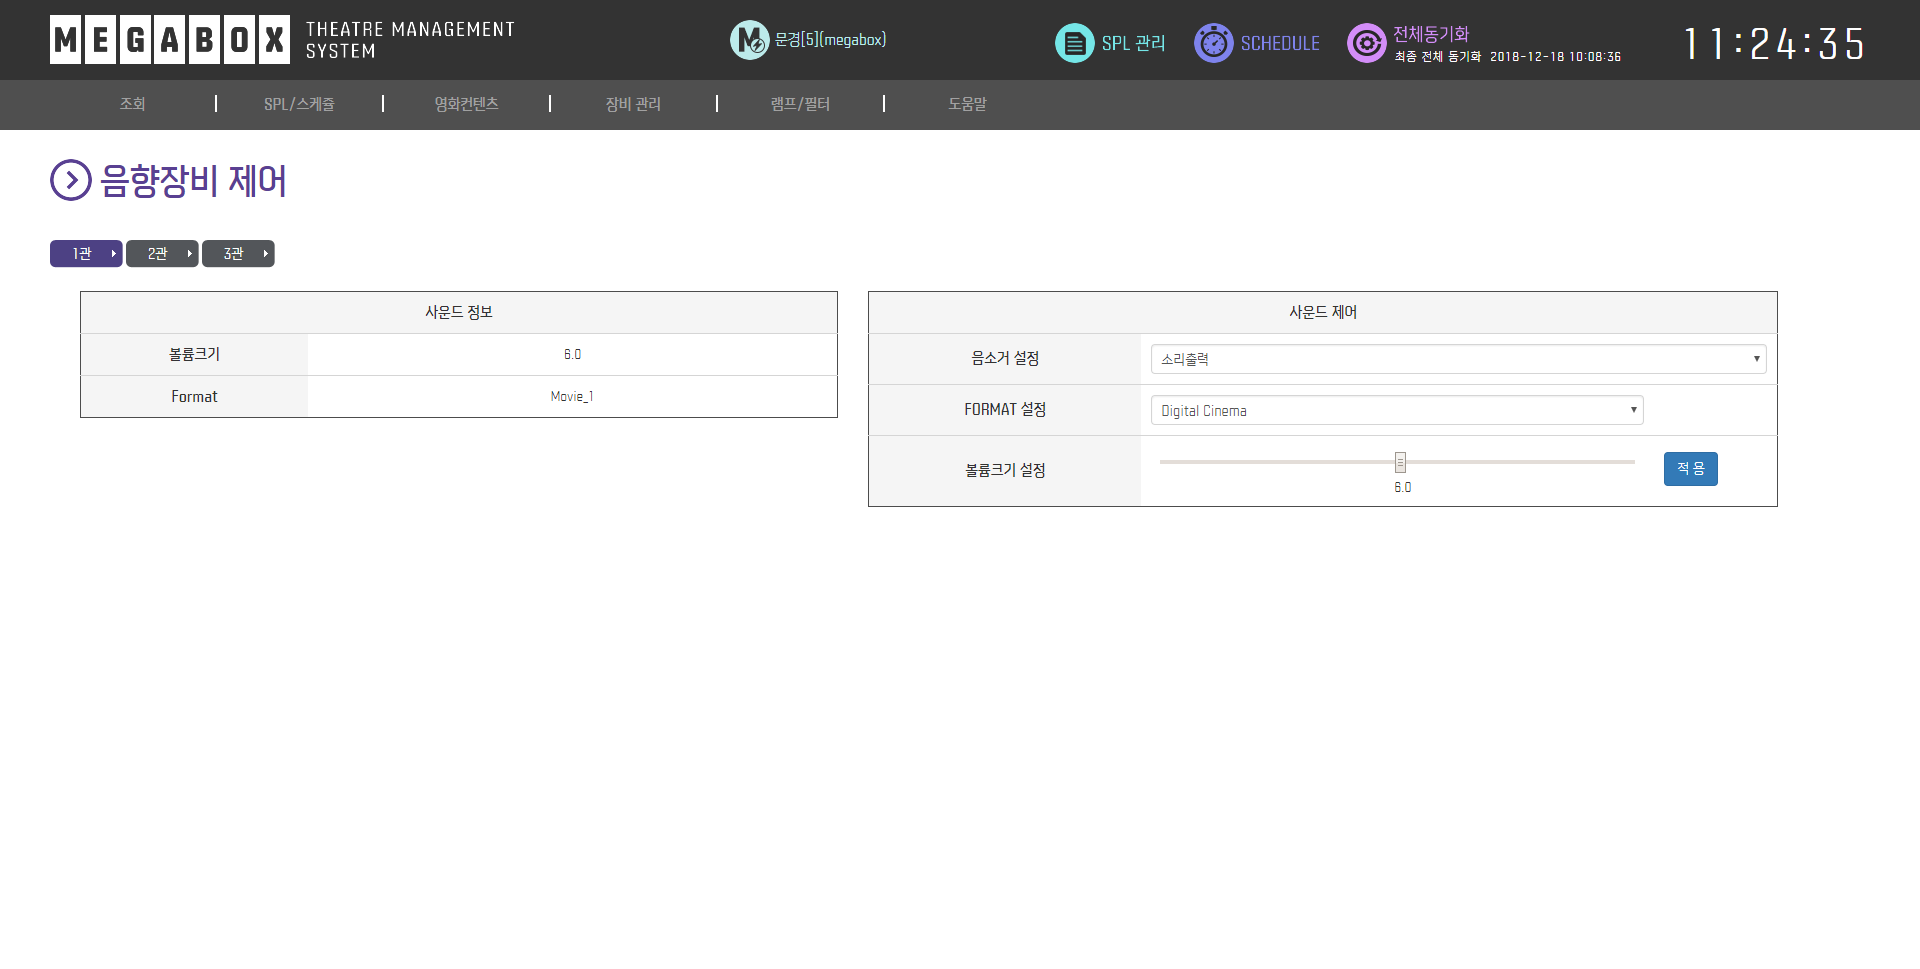 MEGABOX THEATRE MANAGEMENT SYSTEM
문경[5](megabox)
SPL 관리
SCHEDULE
전체동기화
최종 전체 동기화 2018-12-18 10:08:36
11:24:35
조회 SPL/스케쥴 영화컨텐츠 장비 관리 램프/필터 도움말
음향장비 제어
1관 2관 3관
사운드 정보
볼륨크기 6.0
Format Movie_1
사운드 제어
음소거 설정 소리출력
FORMAT 설정 Digital Cinema
볼륨크기 설정 6.0 적 용